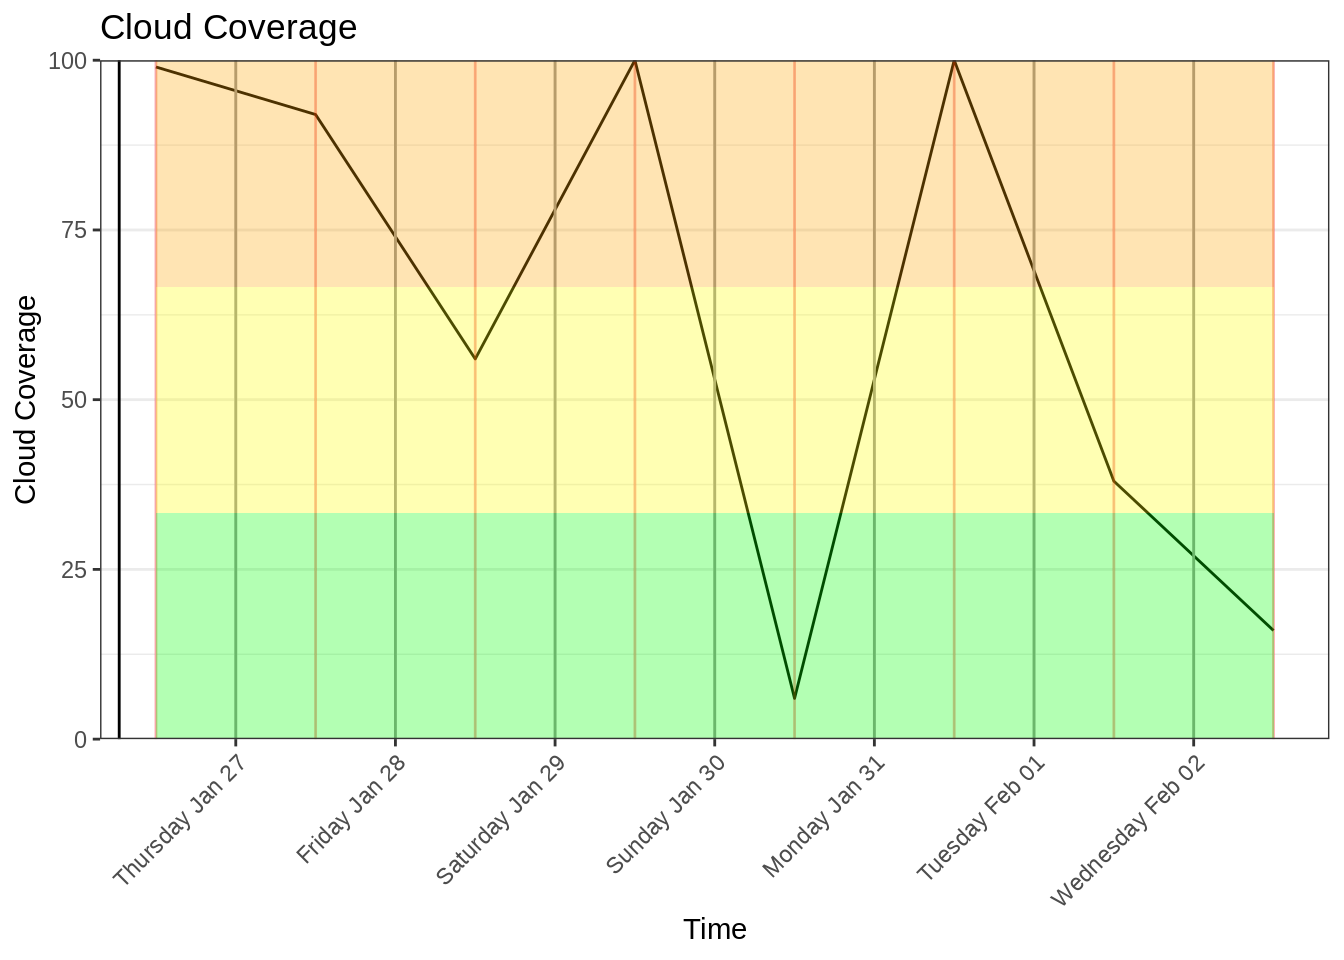 Cloud Coverage
Cloud Coverage
100
75
50
25
0
Thursday Jan 27
Friday Jan 28
Saturday Jan 29
Sunday Jan 30
Monday Jan 31
Tuesday Feb 01
Wednesday Feb 02
Time